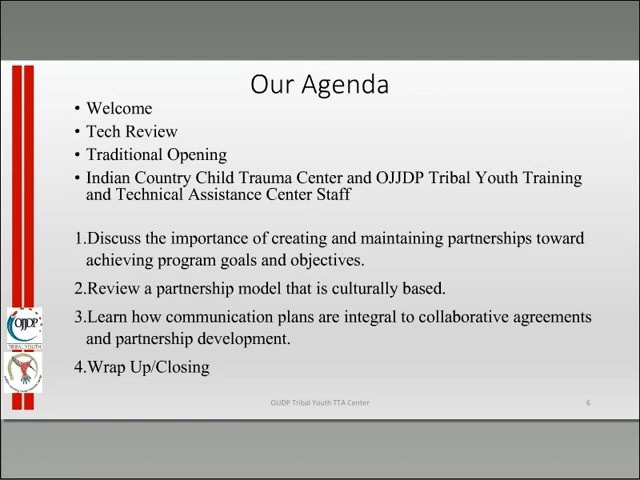 Our Agenda
• Welcome
• Tech Review
• Traditional Opening
• Indian Country Child Trauma Center and OJJDP Tribal Youth Training
and Technical Assistance Center Staff
1.Discuss the importance of creating and maintaining partnerships toward
achieving program goals and objectives.
2.Review a partnership model that is culturally based.
3.Learn how communication plans are integral to collaborative agreements
and partnership development.
4.Wrap Up/Closing
OJJDP
TRIBAL YOUTH
OJJDP Tribal Youth TTA Center
6